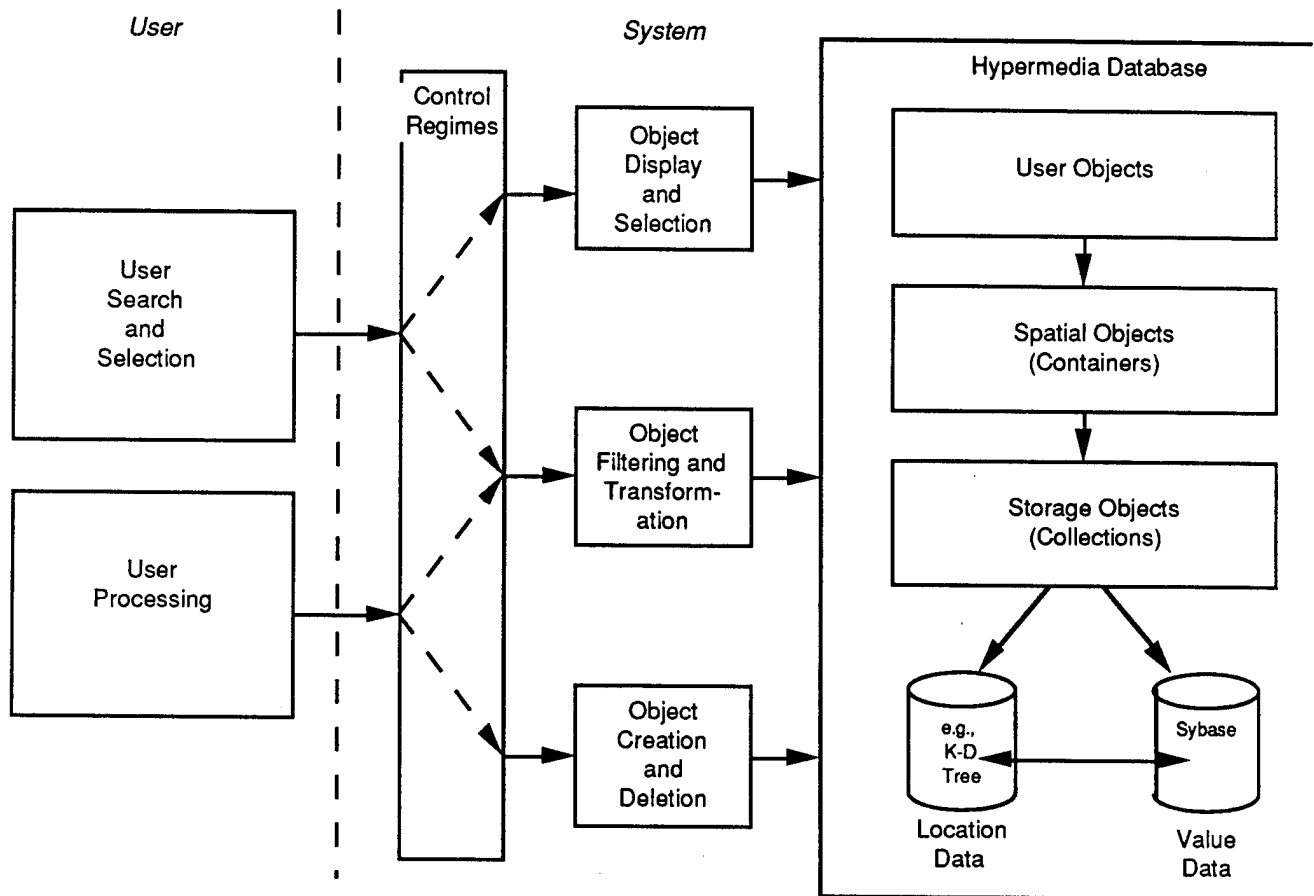 User
System
Control
Regimes
User
Search
and
Selection
User
Processing
Object
Display
and
Selection
Object
Filtering and
Transform-
ation
Object
Creation
and
Deletion
Hypermedia Database
User Objects
Spatial Objects
(Containers)
Storage Objects
(Collections)
e.g.,
K-D
Tree
Sybase
Location
Data
Value
Data